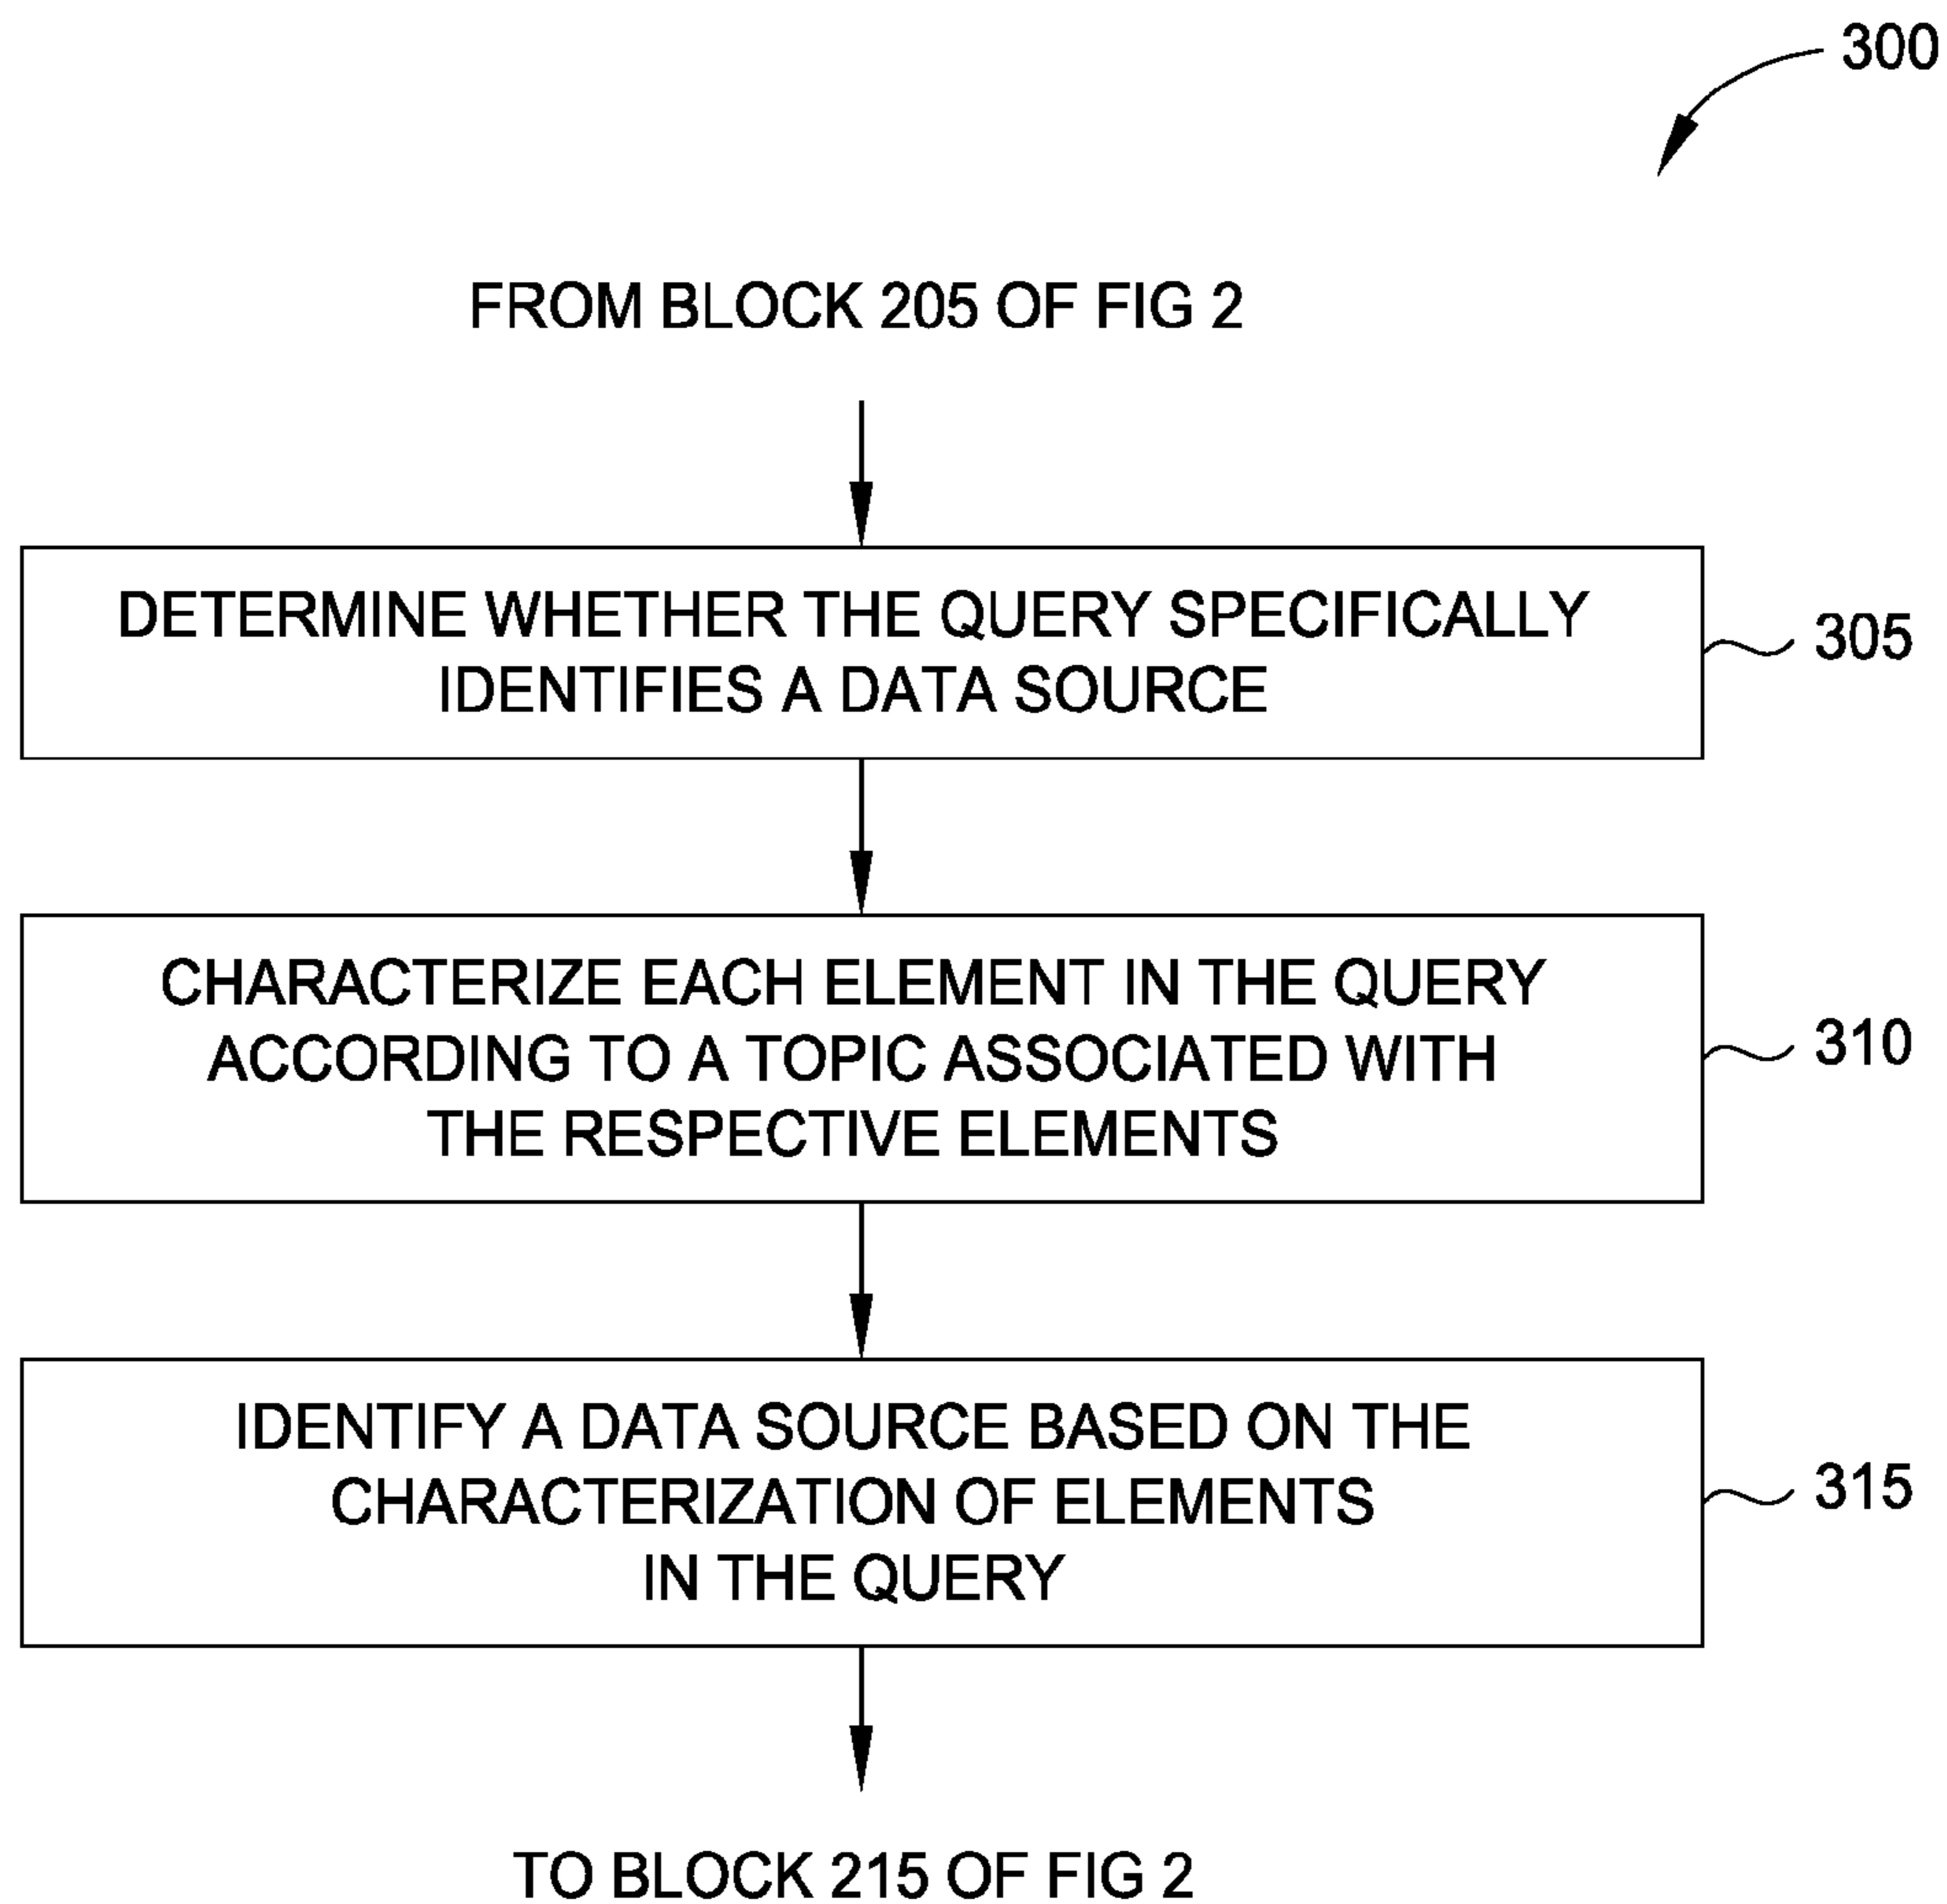 300
FROM BLOCK 205 OF FIG 2
DETERMINE WHETHER THE QUERY SPECIFICALLY
IDENTIFIES A DATA SOURCE
305
CHARACTERIZE EACH ELEMENT IN THE QUERY
ACCORDING TO A TOPIC ASSOCIATED WITH
THE RESPECTIVE ELEMENTS
310
IDENTIFY A DATA SOURCE BASED ON THE
CHARACTERIZATION OF ELEMENTS
IN THE QUERY
315
TO BLOCK 215 OF FIG 2